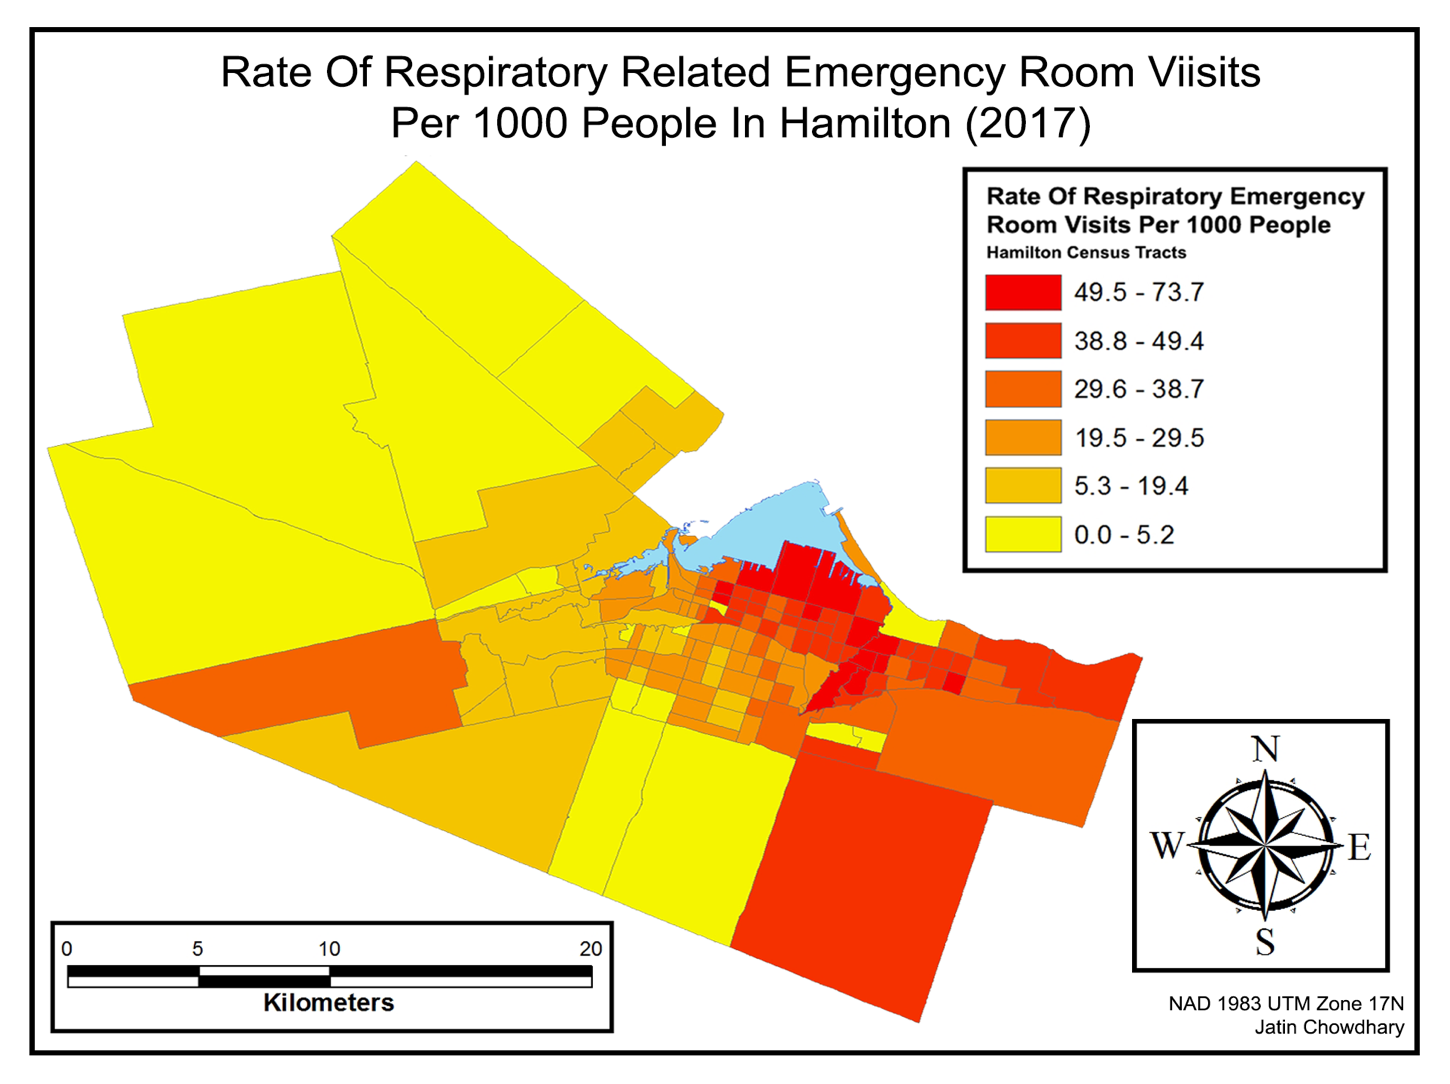 Rate Of Respiratory Related Emergency Room Viisits
Per 1000 People In Hamilton (2017)
Rate Of Respiratory Emergency
Room Visits Per 1000 People
Hamilton Census Tracts
49.5 - 73.7
38.8 - 49.4
29.6 - 38.7
19.5 - 29.5
5.3 - 19.4
0.0 - 5.2
N
W E
S
0 5 10 20
Kilometers
NAD 1983 UTM Zone 17N
Jatin Chowdhary